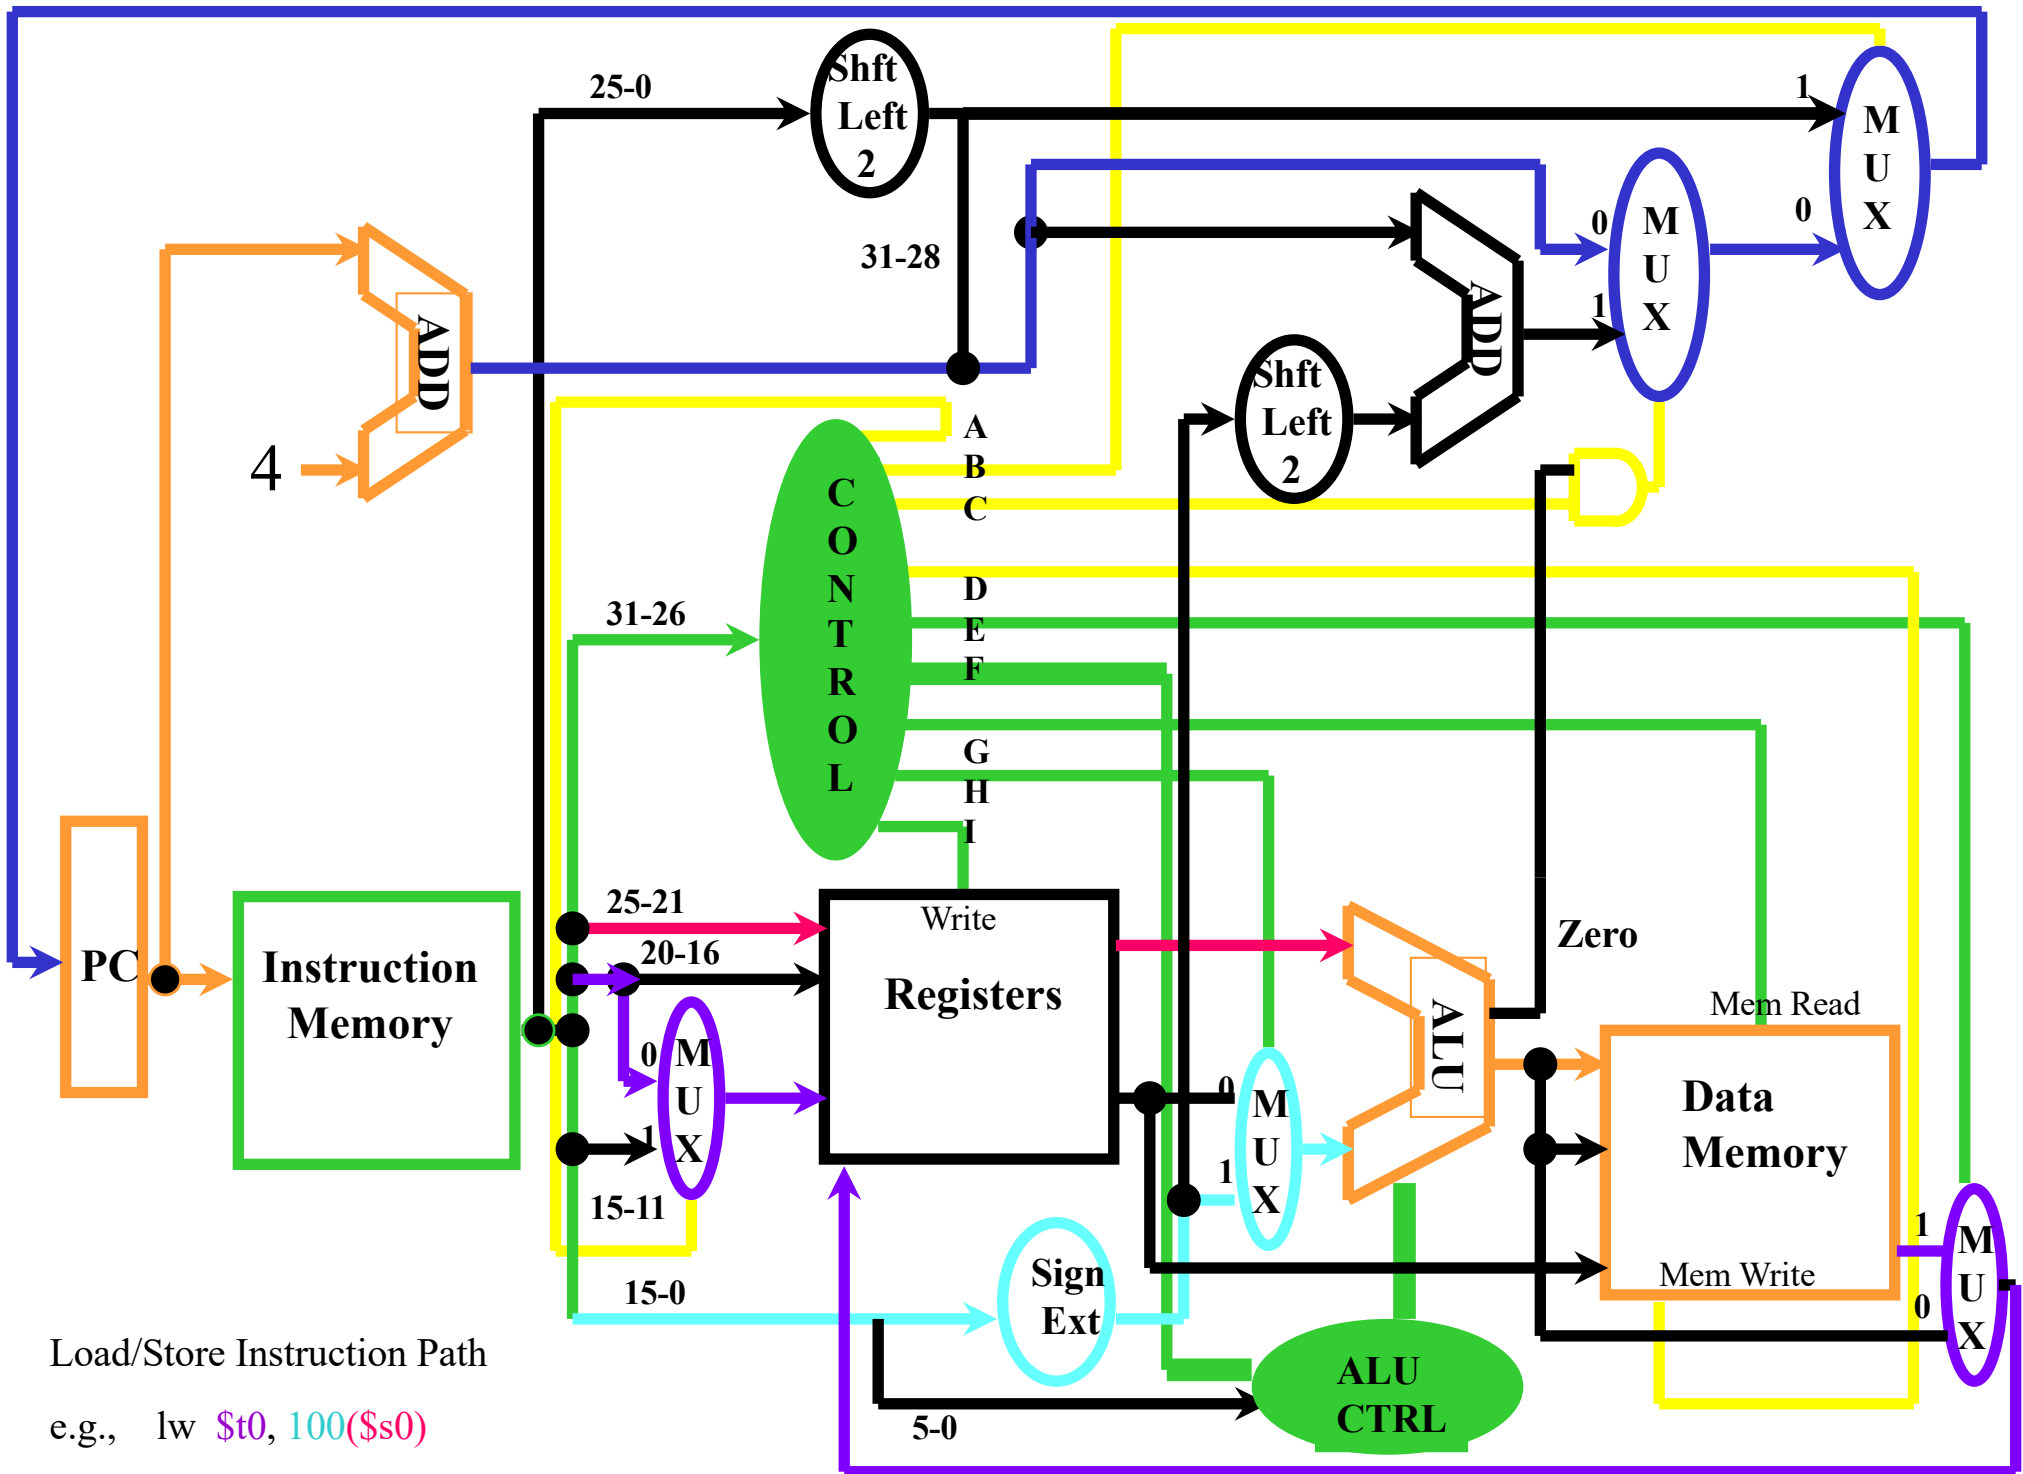 25-0
Shft
Left
2
1
M
U
X
31-28
0
M
U
X
0
1
ADD
ADD
4
Shft
Left
2
A
B
C
C
O
N
T
R
O
L
D
E
F
G
H
I
31-26
25-21
20-16
Write
Registers
Zero
PC
Instruction
Memory
0
M
U
X
1
15-11
0
M
U
X
1
ALU
Mem Read
Data
Memory
Mem Write
1
M
U
X
0
15-0
Sign
Ext
ALU
CTRL
5-0
Load/Store Instruction Path
e.g., lw $t0, 100($s0)